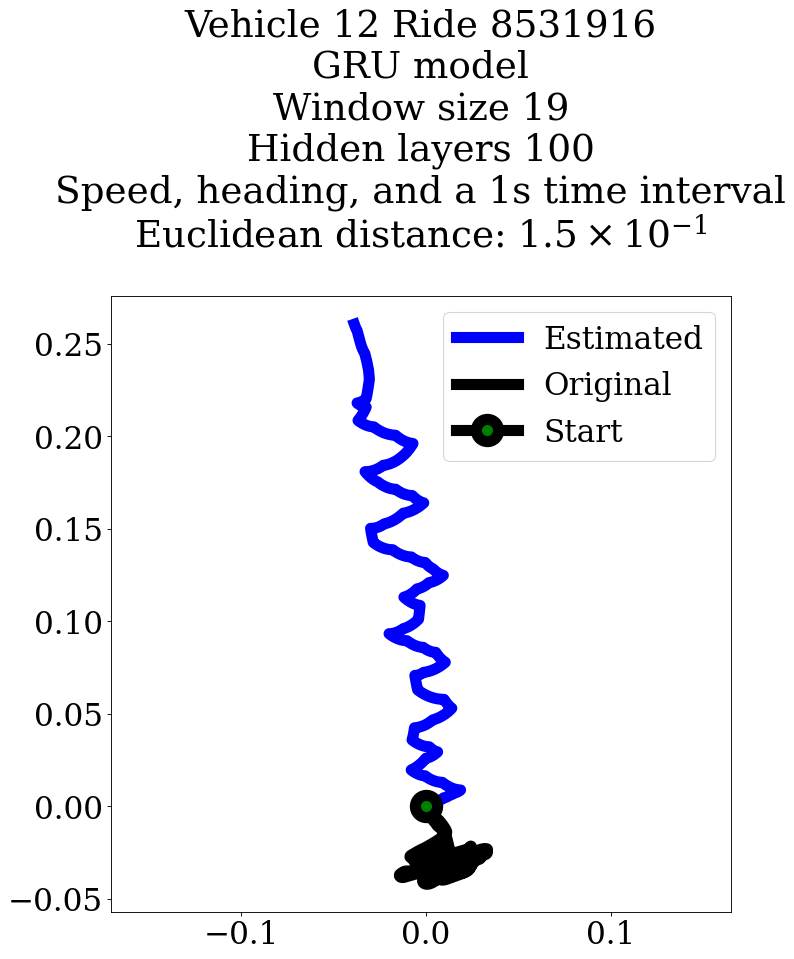 Vehicle 12 Ride 8531916
GRU model
Window size 19
Hidden layers 100
Speed, heading, and a 1s time interval
Euclidean distance: 1.5 × 10⁻¹
Estimated
Original
Start
0.25
0.20
0.15
0.10
0.05
0.00
−0.05
−0.1
0.0
0.1